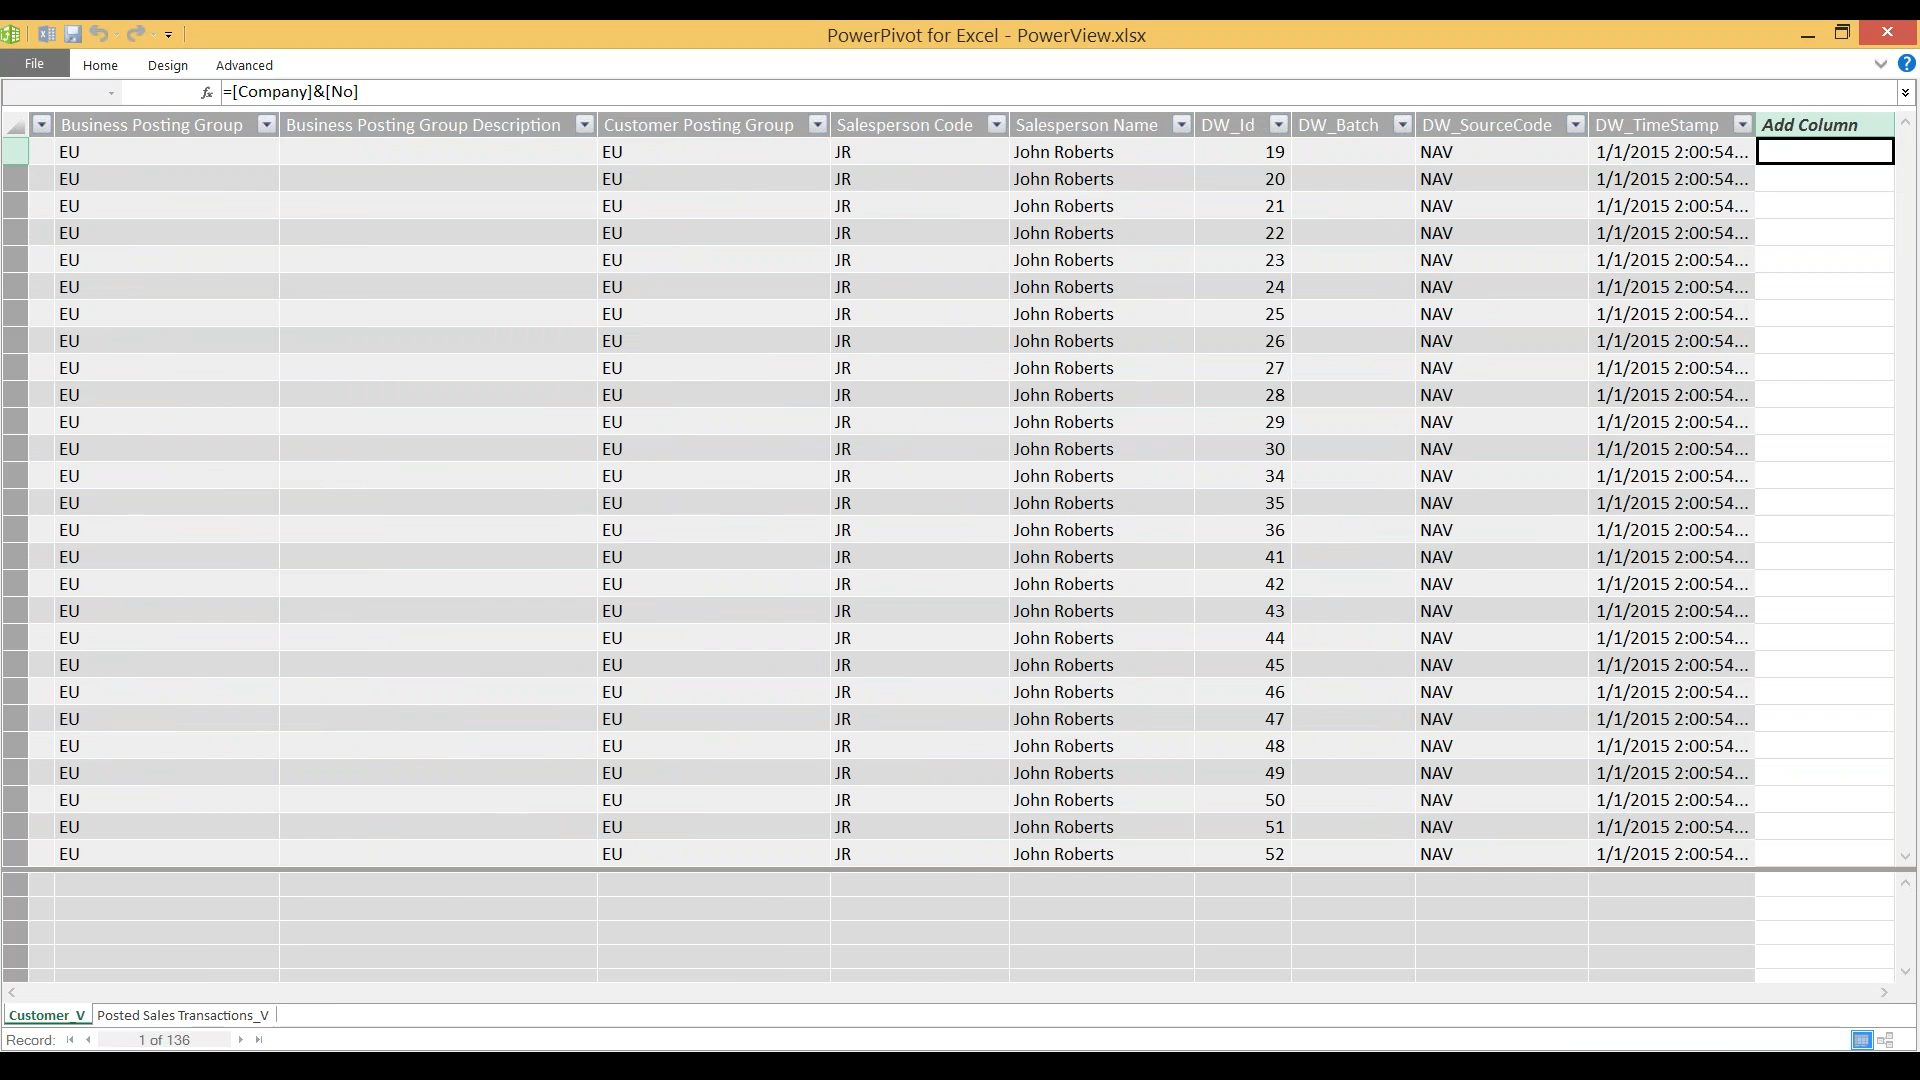 PowerPivot for Excel - PowerView.xlsx
File Home Design Advanced
fx =[Company]&[No]
Business Posting Group Business Posting Group Description Customer Posting Group Salesperson Code Salesperson Name DW_Id DW_Batch DW_SourceCode DW_TimeStamp Add Column
EU EU JR John Roberts 19 NAV 1/1/2015 2:00:54...
EU EU JR John Roberts 20 NAV 1/1/2015 2:00:54...
EU EU JR John Roberts 21 NAV 1/1/2015 2:00:54...
EU EU JR John Roberts 22 NAV 1/1/2015 2:00:54...
EU EU JR John Roberts 23 NAV 1/1/2015 2:00:54...
EU EU JR John Roberts 24 NAV 1/1/2015 2:00:54...
EU EU JR John Roberts 25 NAV 1/1/2015 2:00:54...
EU EU JR John Roberts 26 NAV 1/1/2015 2:00:54...
EU EU JR John Roberts 27 NAV 1/1/2015 2:00:54...
EU EU JR John Roberts 28 NAV 1/1/2015 2:00:54...
EU EU JR John Roberts 29 NAV 1/1/2015 2:00:54...
EU EU JR John Roberts 30 NAV 1/1/2015 2:00:54...
EU EU JR John Roberts 34 NAV 1/1/2015 2:00:54...
EU EU JR John Roberts 35 NAV 1/1/2015 2:00:54...
EU EU JR John Roberts 36 NAV 1/1/2015 2:00:54...
EU EU JR John Roberts 41 NAV 1/1/2015 2:00:54...
EU EU JR John Roberts 42 NAV 1/1/2015 2:00:54...
EU EU JR John Roberts 43 NAV 1/1/2015 2:00:54...
EU EU JR John Roberts 44 NAV 1/1/2015 2:00:54...
EU EU JR John Roberts 45 NAV 1/1/2015 2:00:54...
EU EU JR John Roberts 46 NAV 1/1/2015 2:00:54...
EU EU JR John Roberts 47 NAV 1/1/2015 2:00:54...
EU EU JR John Roberts 48 NAV 1/1/2015 2:00:54...
EU EU JR John Roberts 49 NAV 1/1/2015 2:00:54...
EU EU JR John Roberts 50 NAV 1/1/2015 2:00:54...
EU EU JR John Roberts 51 NAV 1/1/2015 2:00:54...
EU EU JR John Roberts 52 NAV 1/1/2015 2:00:54...
Customer_V Posted Sales Transactions_V
Record: 1 of 136